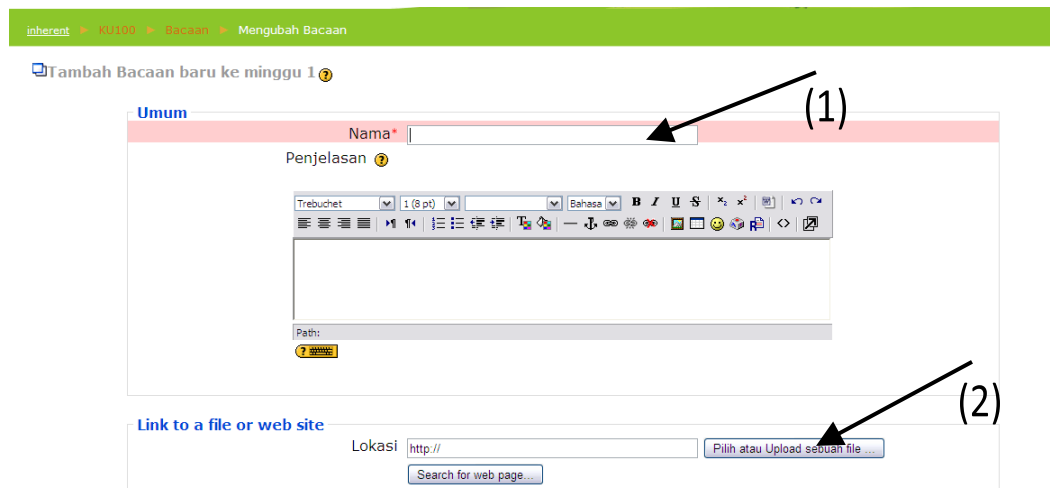 inherent ► KU100 ► Bacaan ► Mengubah Bacaan
Tambah Bacaan baru ke minggu 1
(1)
Umum
Nama*
Penjelasan
Trebuchet 1 (8 pt) Bahasa B I U S x₂ x²
Path:
(2)
Link to a file or web site
Lokasi http:// Pilih atau Upload sebuah file ...
Search for web page...